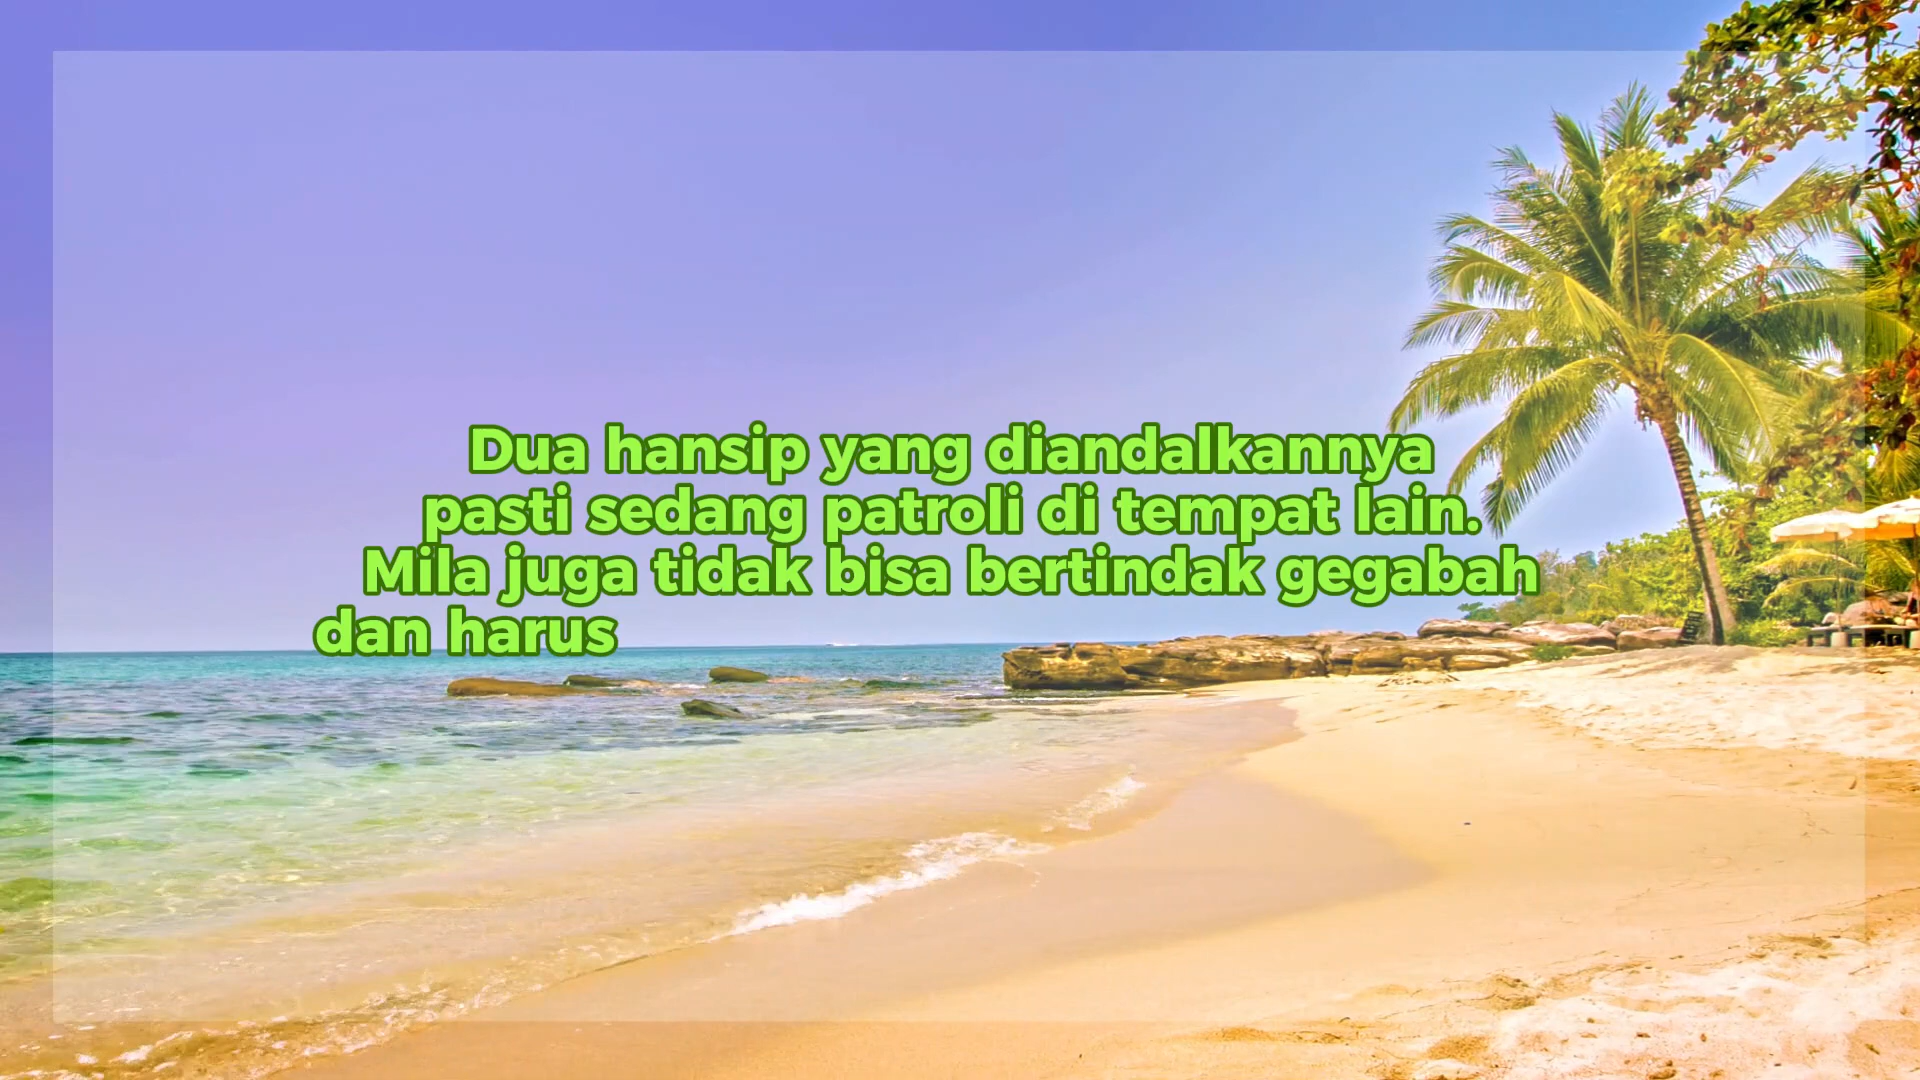 Dua hansip yang diandalkannya
pasti sedang patroli di tempat lain.
Mila juga tidak bisa bertindak gegabah
dan harus